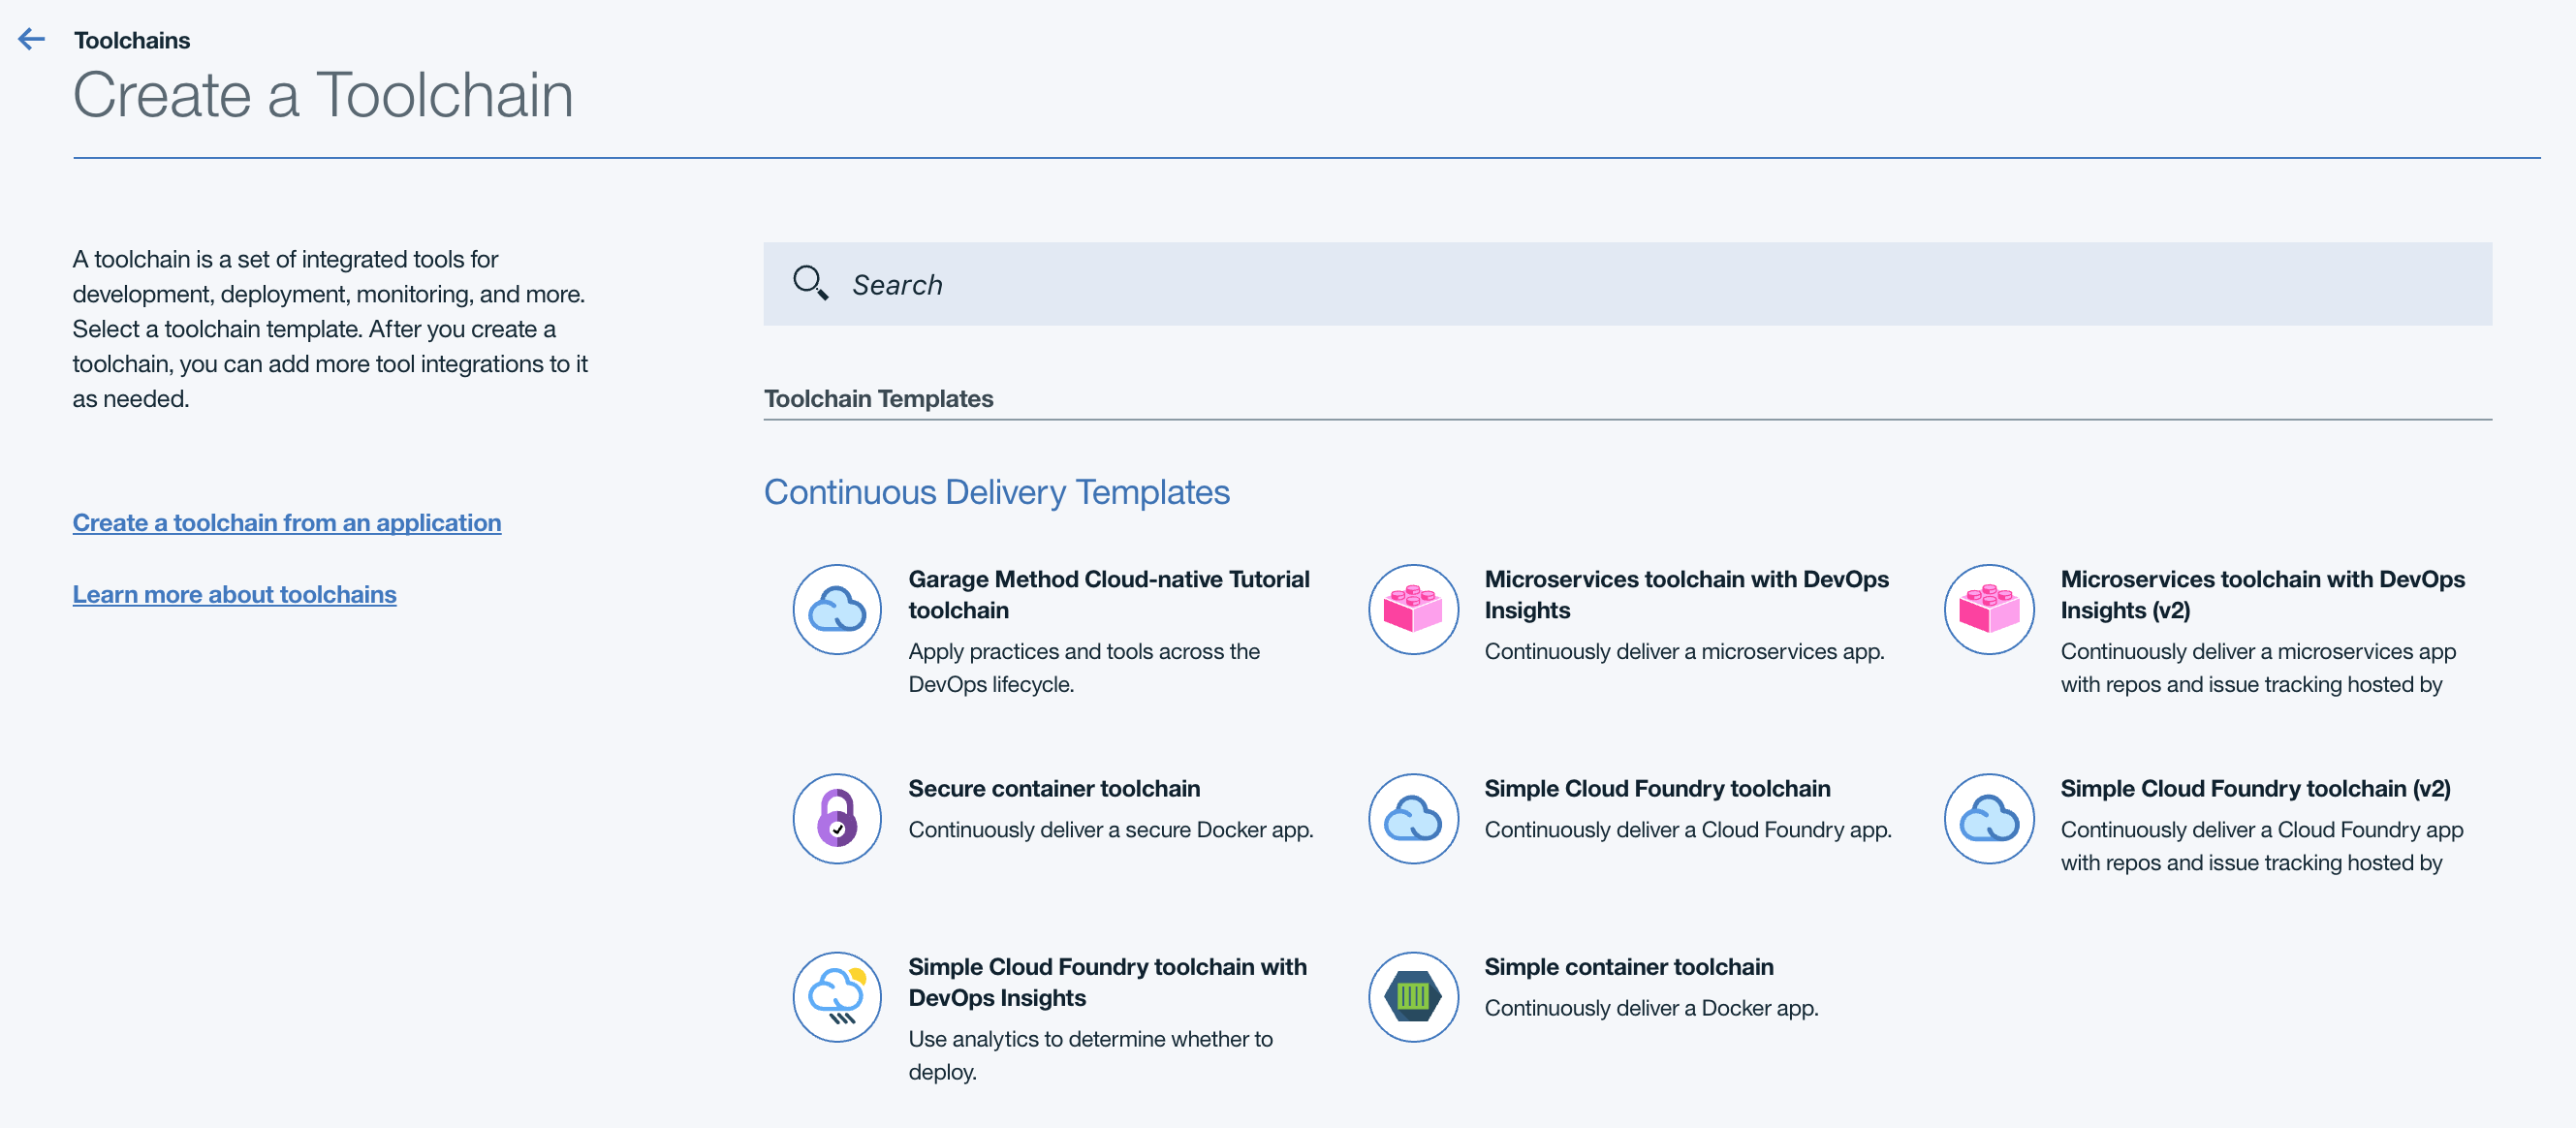 Toolchains
Create a Toolchain
A toolchain is a set of integrated tools for
development, deployment, monitoring, and more.
Select a toolchain template. After you create a
toolchain, you can add more tool integrations to it
as needed.
Create a toolchain from an application
Learn more about toolchains
Search
Toolchain Templates
Continuous Delivery Templates
Garage Method Cloud-native Tutorial
toolchain
Apply practices and tools across the
DevOps lifecycle.
Microservices toolchain with DevOps
Insights
Continuously deliver a microservices app.
Microservices toolchain with DevOps
Insights (v2)
Continuously deliver a microservices app
with repos and issue tracking hosted by
Secure container toolchain
Continuously deliver a secure Docker app.
Simple Cloud Foundry toolchain
Continuously deliver a Cloud Foundry app.
Simple Cloud Foundry toolchain (v2)
Continuously deliver a Cloud Foundry app
with repos and issue tracking hosted by
Simple Cloud Foundry toolchain with
DevOps Insights
Use analytics to determine whether to
deploy.
Simple container toolchain
Continuously deliver a Docker app.